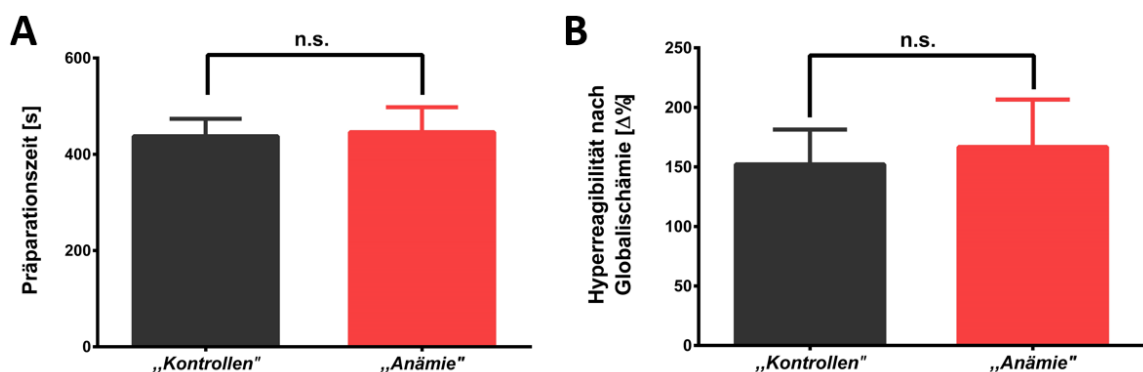 A
n.s.
Präparationszeit [s]
600
400
200
0
,,Kontrollen"
,,Anämie"
B
n.s.
Hyperreagibilität nach
Globalischämie [Δ%]
250
200
150
100
50
0
,,Kontrollen"
,,Anämie"